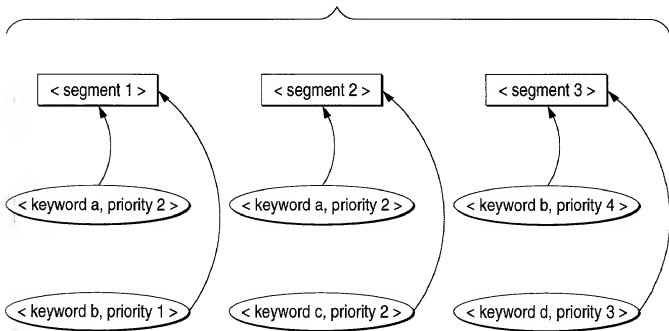 < segment 1 >
< segment 2 >
< segment 3 >
< keyword a, priority 2 >
< keyword a, priority 2 >
< keyword b, priority 4 >
< keyword b, priority 1 >
< keyword c, priority 2 >
< keyword d, priority 3 >